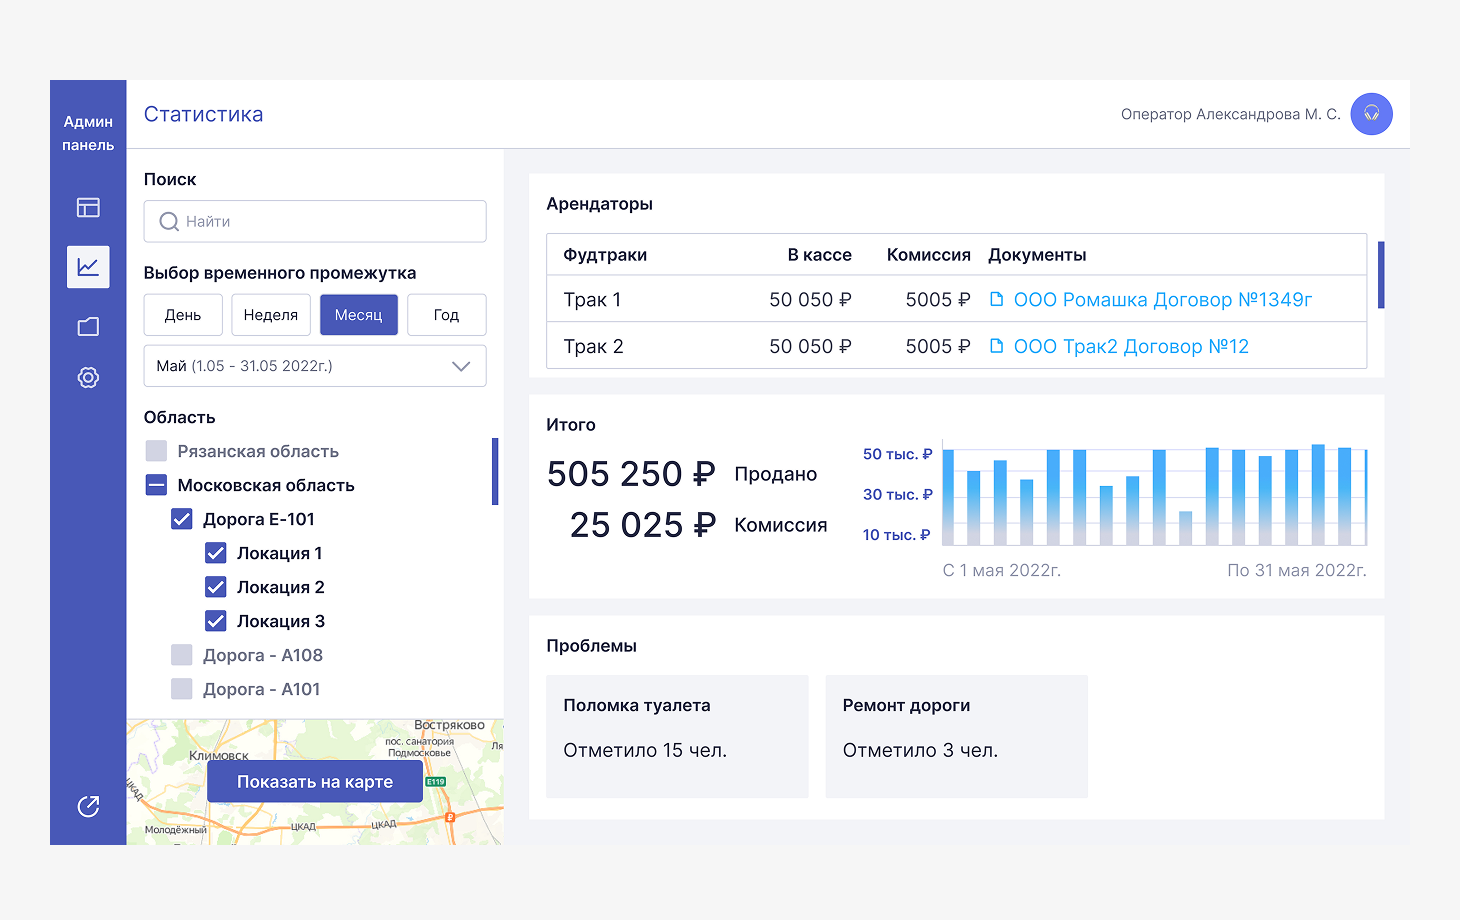 Админ
панель
Статистика
Оператор Александрова М. С.
Поиск
Найти
Выбор временного промежутка
День Неделя Месяц Год
Май (1.05 - 31.05 2022г.)
Область
Рязанская область
Московская область
Дорога Е-101
Локация 1
Локация 2
Локация 3
Дорога - А108
Дорога - А101
Востряково
пос. санатория
Подмосковье
Ля
Климовск
Показать на карте
Е119
ЦКАД
Молодёжный
ЦКАД
ЦКАД
Арендаторы
Фудтраки В кассе Комиссия Документы
Трак 1 50 050 ₽ 5005 ₽ ООО Ромашка Договор №1349г
Трак 2 50 050 ₽ 5005 ₽ ООО Трак2 Договор №12
Итого
505 250 ₽ Продано
25 025 ₽ Комиссия
50 тыс. ₽
30 тыс. ₽
10 тыс. ₽
С 1 мая 2022г. По 31 мая 2022г.
Проблемы
Поломка туалета
Отметило 15 чел.
Ремонт дороги
Отметило 3 чел.